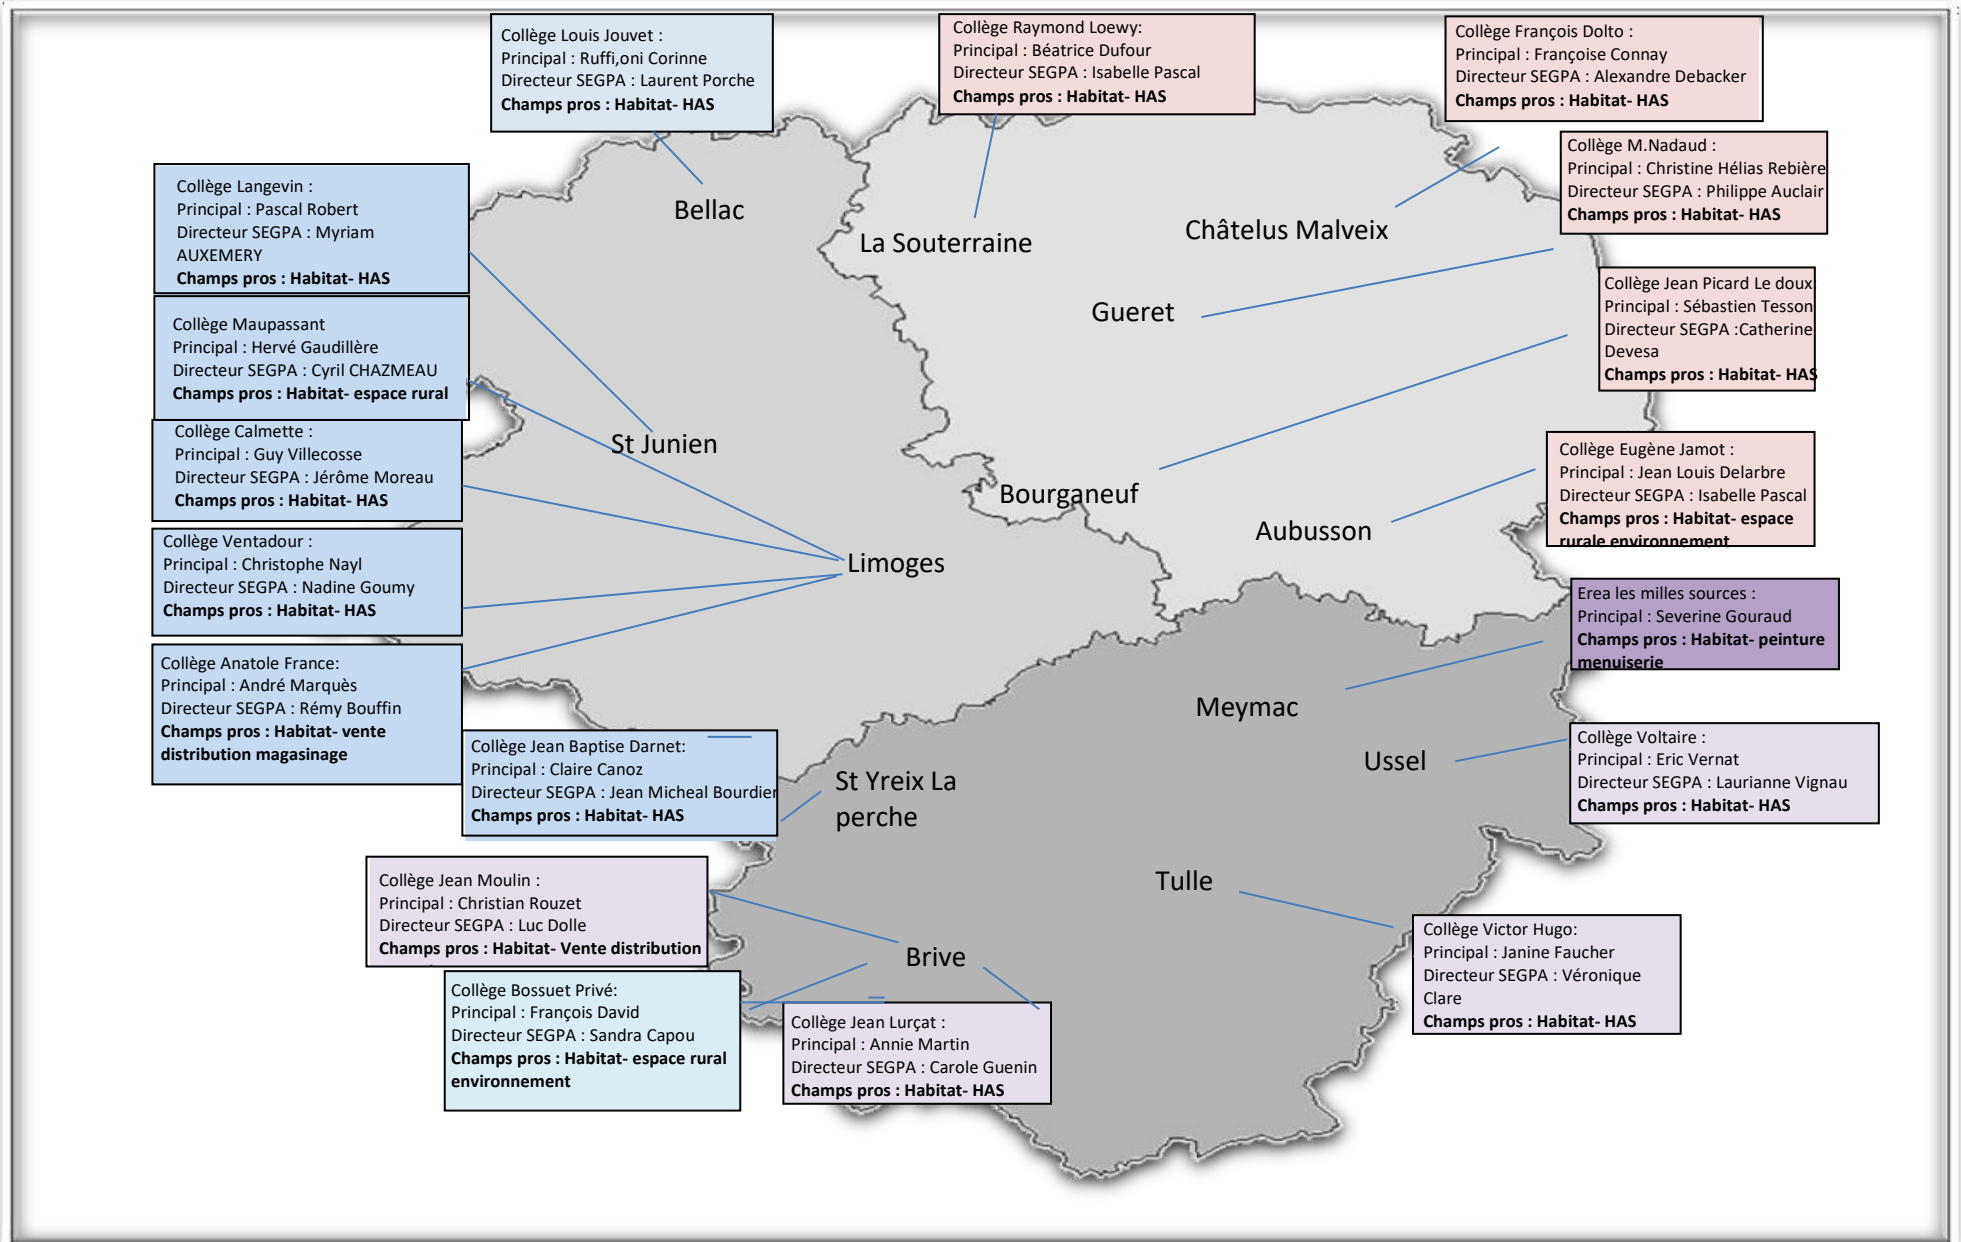 Collège Louis Jouvet :
Principal : Ruffi,oni Corinne
Directeur SEGPA : Laurent Porche
Champs pros : Habitat- HAS
Collège Raymond Loewy:
Principal : Béatrice Dufour
Directeur SEGPA : Isabelle Pascal
Champs pros : Habitat- HAS
Collège François Dolto :
Principal : Françoise Connay
Directeur SEGPA : Alexandre Debacker
Champs pros : Habitat- HAS
Collège M.Nadaud :
Principal : Christine Hélias Rebière
Directeur SEGPA : Philippe Auclair
Champs pros : Habitat- HAS
Collège Langevin :
Principal : Pascal Robert
Directeur SEGPA : Myriam
AUXEMERY
Champs pros : Habitat- HAS
Bellac
La Souterraine
Châtelus Malveix
Gueret
Collège Jean Picard Le doux
Principal : Sébastien Tesson
Directeur SEGPA :Catherine
Devesa
Champs pros : Habitat- HAS
Collège Maupassant
Principal : Hervé Gaudillère
Directeur SEGPA : Cyril CHAZMEAU
Champs pros : Habitat- espace rural
Collège Calmette :
Principal : Guy Villecosse
Directeur SEGPA : Jérôme Moreau
Champs pros : Habitat- HAS
St Junien
Bourganeuf
Aubusson
Collège Eugène Jamot :
Principal : Jean Louis Delarbre
Directeur SEGPA : Isabelle Pascal
Champs pros : Habitat- espace
rurale environnement
Collège Ventadour :
Principal : Christophe Nayl
Directeur SEGPA : Nadine Goumy
Champs pros : Habitat- HAS
Limoges
Erea les milles sources :
Principal : Severine Gouraud
Champs pros : Habitat- peinture
menuiserie
Collège Anatole France:
Principal : André Marquès
Directeur SEGPA : Rémy Bouffin
Champs pros : Habitat- vente
distribution magasinage
Meymac
Ussel
Collège Voltaire :
Principal : Eric Vernat
Directeur SEGPA : Laurianne Vignau
Champs pros : Habitat- HAS
Collège Jean Baptise Darnet:
Principal : Claire Canoz
Directeur SEGPA : Jean Micheal Bourdier
Champs pros : Habitat- HAS
St Yreix La
perche
Collège Jean Moulin :
Principal : Christian Rouzet
Directeur SEGPA : Luc Dolle
Champs pros : Habitat- Vente distribution
Tulle
Brive
Collège Victor Hugo:
Principal : Janine Faucher
Directeur SEGPA : Véronique
Clare
Champs pros : Habitat- HAS
Collège Bossuet Privé:
Principal : François David
Directeur SEGPA : Sandra Capou
Champs pros : Habitat- espace rural
environnement
Collège Jean Lurçat :
Principal : Annie Martin
Directeur SEGPA : Carole Guenin
Champs pros : Habitat- HAS